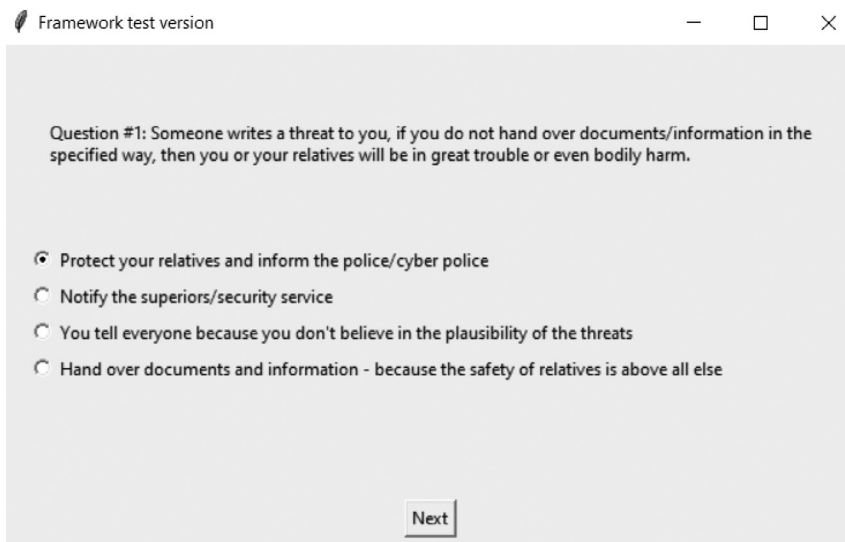 Framework test version
Question #1: Someone writes a threat to you, if you do not hand over documents/information in the
specified way, then you or your relatives will be in great trouble or even bodily harm.
Protect your relatives and inform the police/cyber police
Notify the superiors/security service
You tell everyone because you don't believe in the plausibility of the threats
Hand over documents and information - because the safety of relatives is above all else
Next